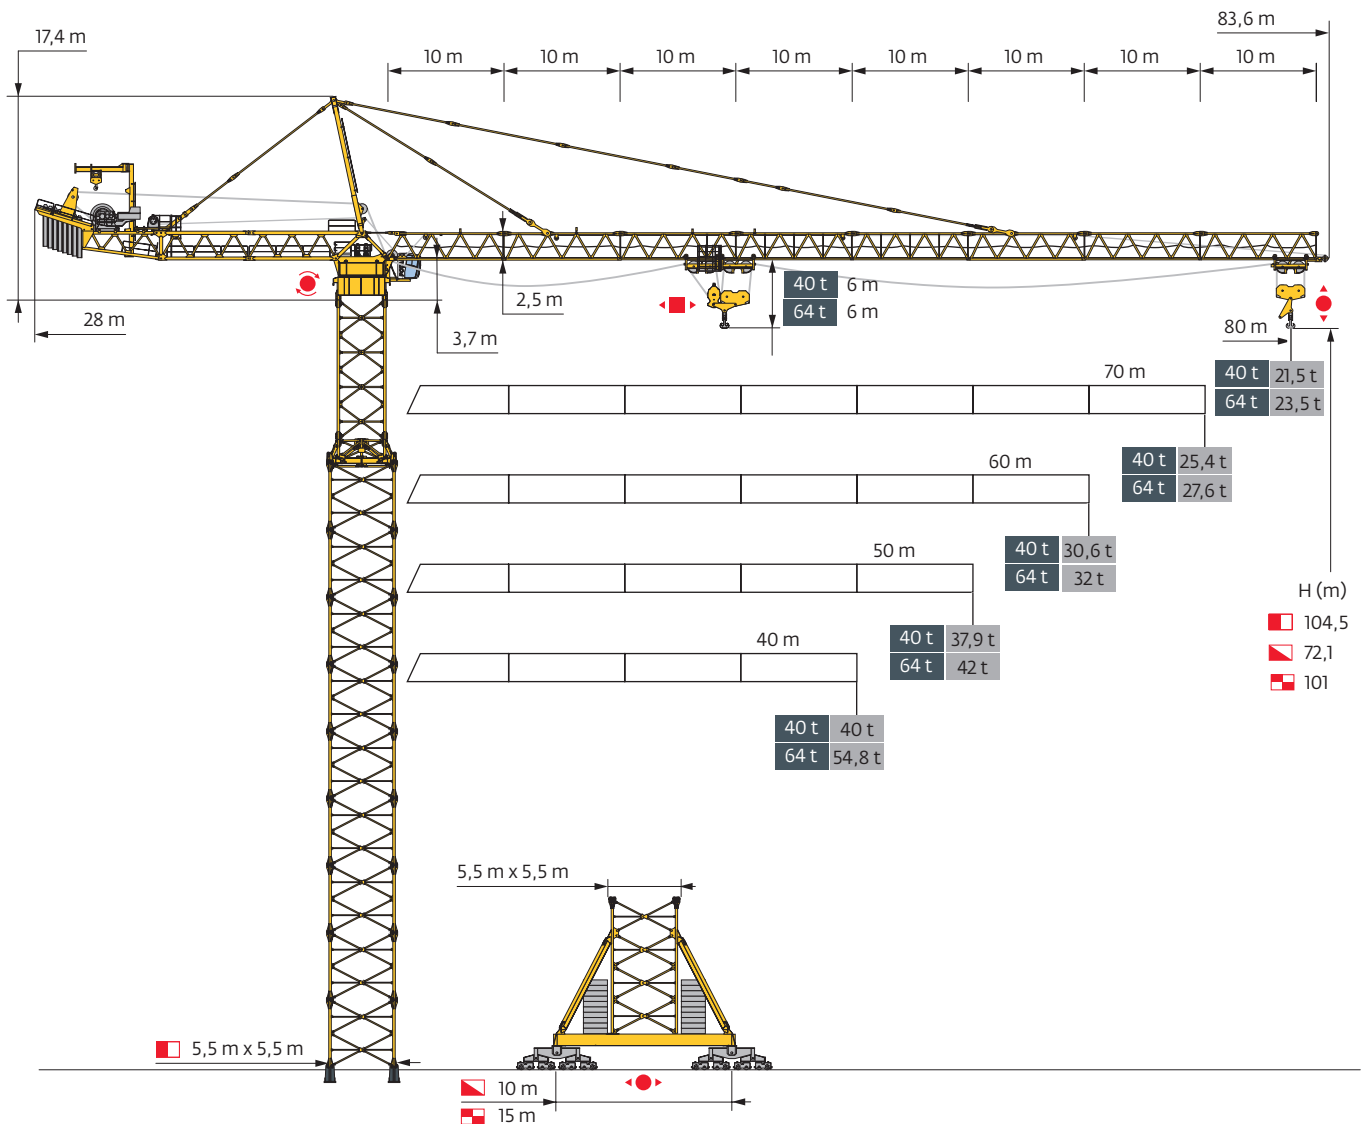 83,6 m
17,4 m
10 m 10 m 10 m 10 m 10 m 10 m 10 m 10 m
40 t 6 m
64 t 6 m
2,5 m
28 m
3,7 m
80 m
70 m
40 t 21,5 t
64 t 23,5 t
60 m
40 t 25,4 t
64 t 27,6 t
50 m
40 t 30,6 t
64 t 32 t
H (m)
104,5
72,1
101
40 m
40 t 37,9 t
64 t 42 t
40 t 40 t
64 t 54,8 t
5,5 m x 5,5 m
5,5 m x 5,5 m
10 m
15 m